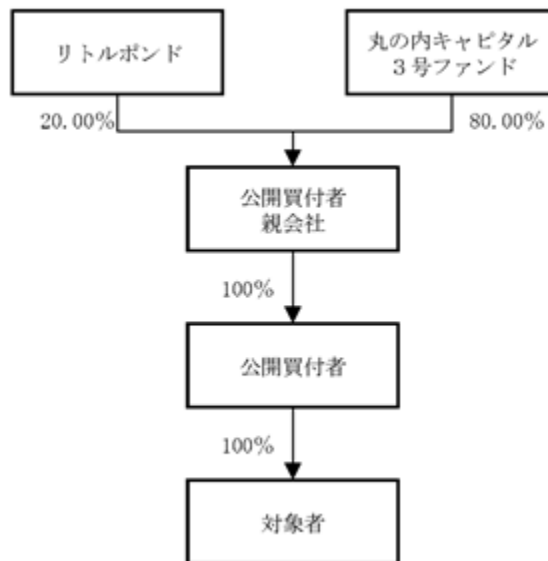 リトルポンド
丸の内キャピタル
3号ファンド
20.00%
80.00%
公開買付者
親会社
100%
公開買付者
100%
対象者